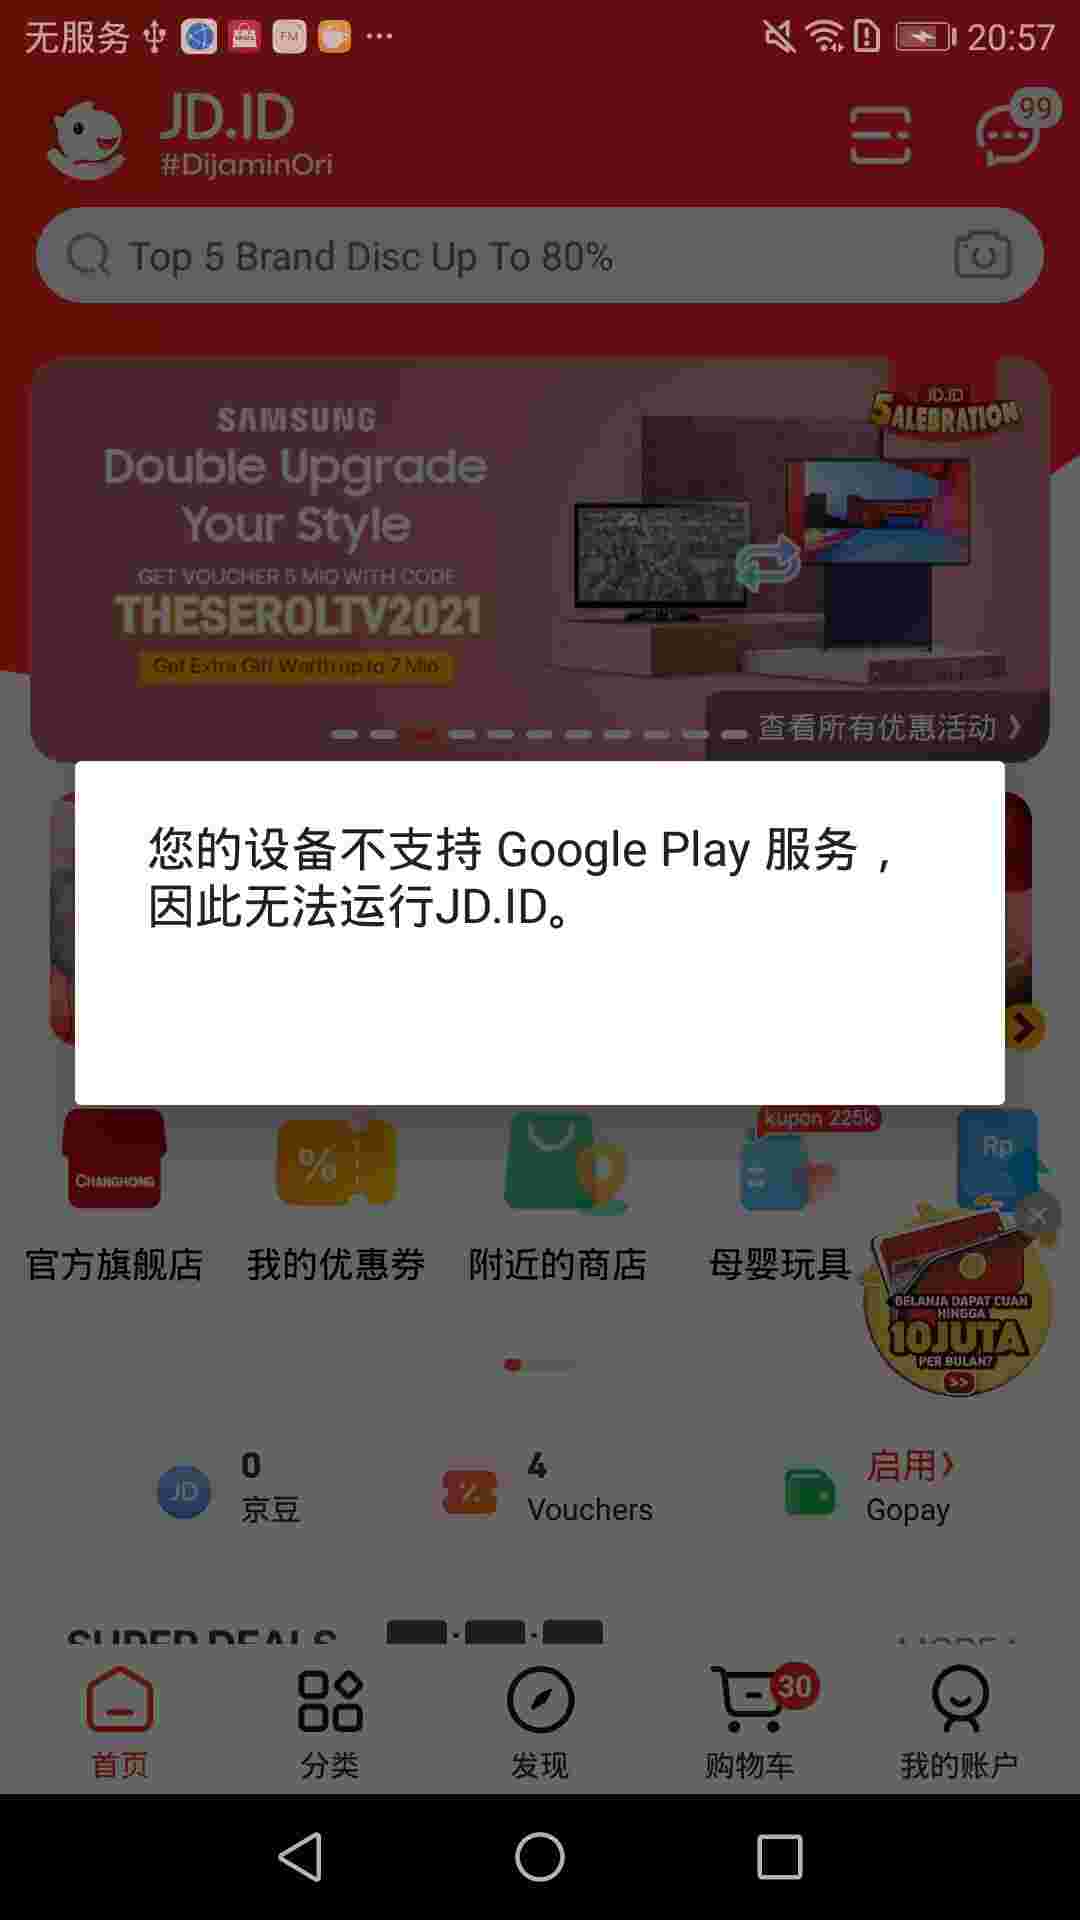 无服务
FM
20:57
JD.ID
#DijaminOri
99
Top 5 Brand Disc Up To 80%
JD.ID
5ALEBRATION
SAMSUNG
Double Upgrade
Your Style
GET VOUCHER 5 MIO WITH CODE
THESEROLTV2021
Get Extra Gift Worth up to 7 Mio
查看所有优惠活动
您的设备不支持 Google Play 服务，
因此无法运行JD.ID。
CHANGHONG
%
kupon 225k
Rp
官方旗舰店
我的优惠券
附近的商店
母婴玩具
BELANJA DAPAT CUAN
HINGGA
10JUTA
PER BULAN?
>>
JD
0
京豆
4
Vouchers
启用
Gopay
SUPER DEALS
首页
分类
发现
30
购物车
我的账户